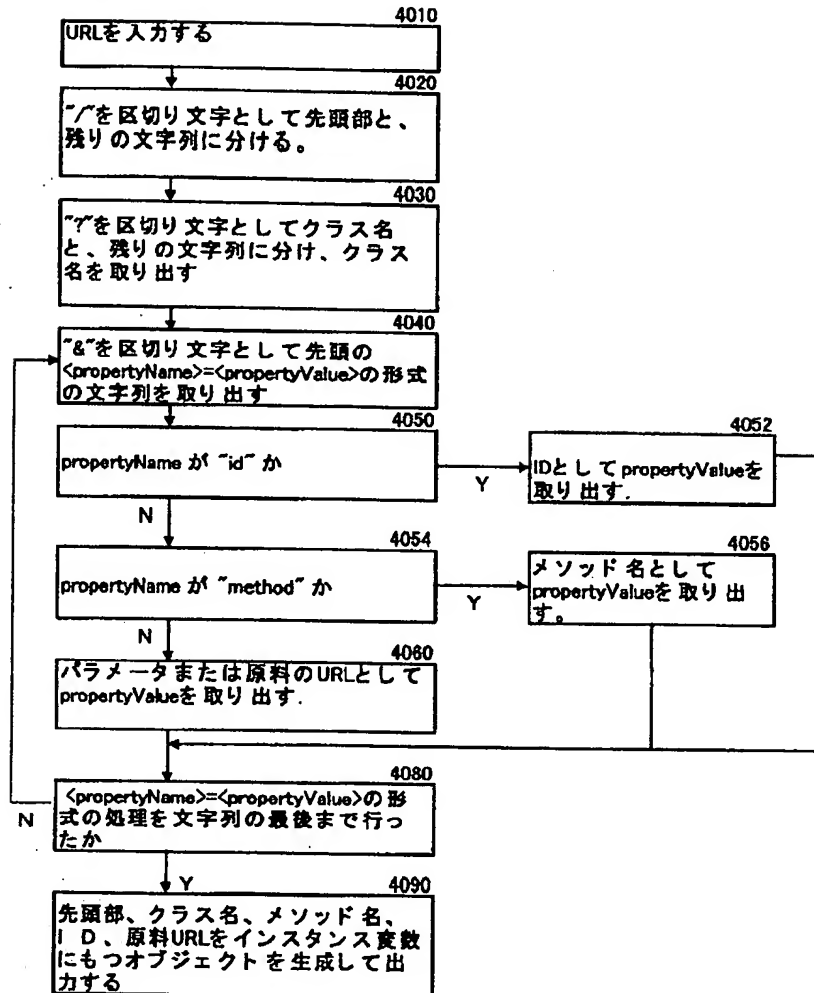 4010
URLを入力する
4020
"/"を区切り文字として先頭部と、
残りの文字列に分ける。
4030
"?"を区切り文字としてクラス名
と、残りの文字列に分け、クラス
名を取り出す
4040
"&"を区切り文字として先頭の
<propertyName>=<propertyValue>の形式
の文字列を取り出す
4050
propertyName が "id" か
Y
N
4052
IDとしてpropertyValueを
取り出す.
4054
propertyName が "method" か
Y
N
4056
メソッド名として
propertyValueを取り出
す。
4060
パラメータまたは原料のURLとして
propertyValueを取り出す.
4080
<propertyName>=<propertyValue>の形
式の処理を文字列の最後まで行っ
たか
N
Y
4090
先頭部、クラス名、メソッド名、
ID、原料URLをインスタンス変数
にもつオブジェクトを生成して出
力する